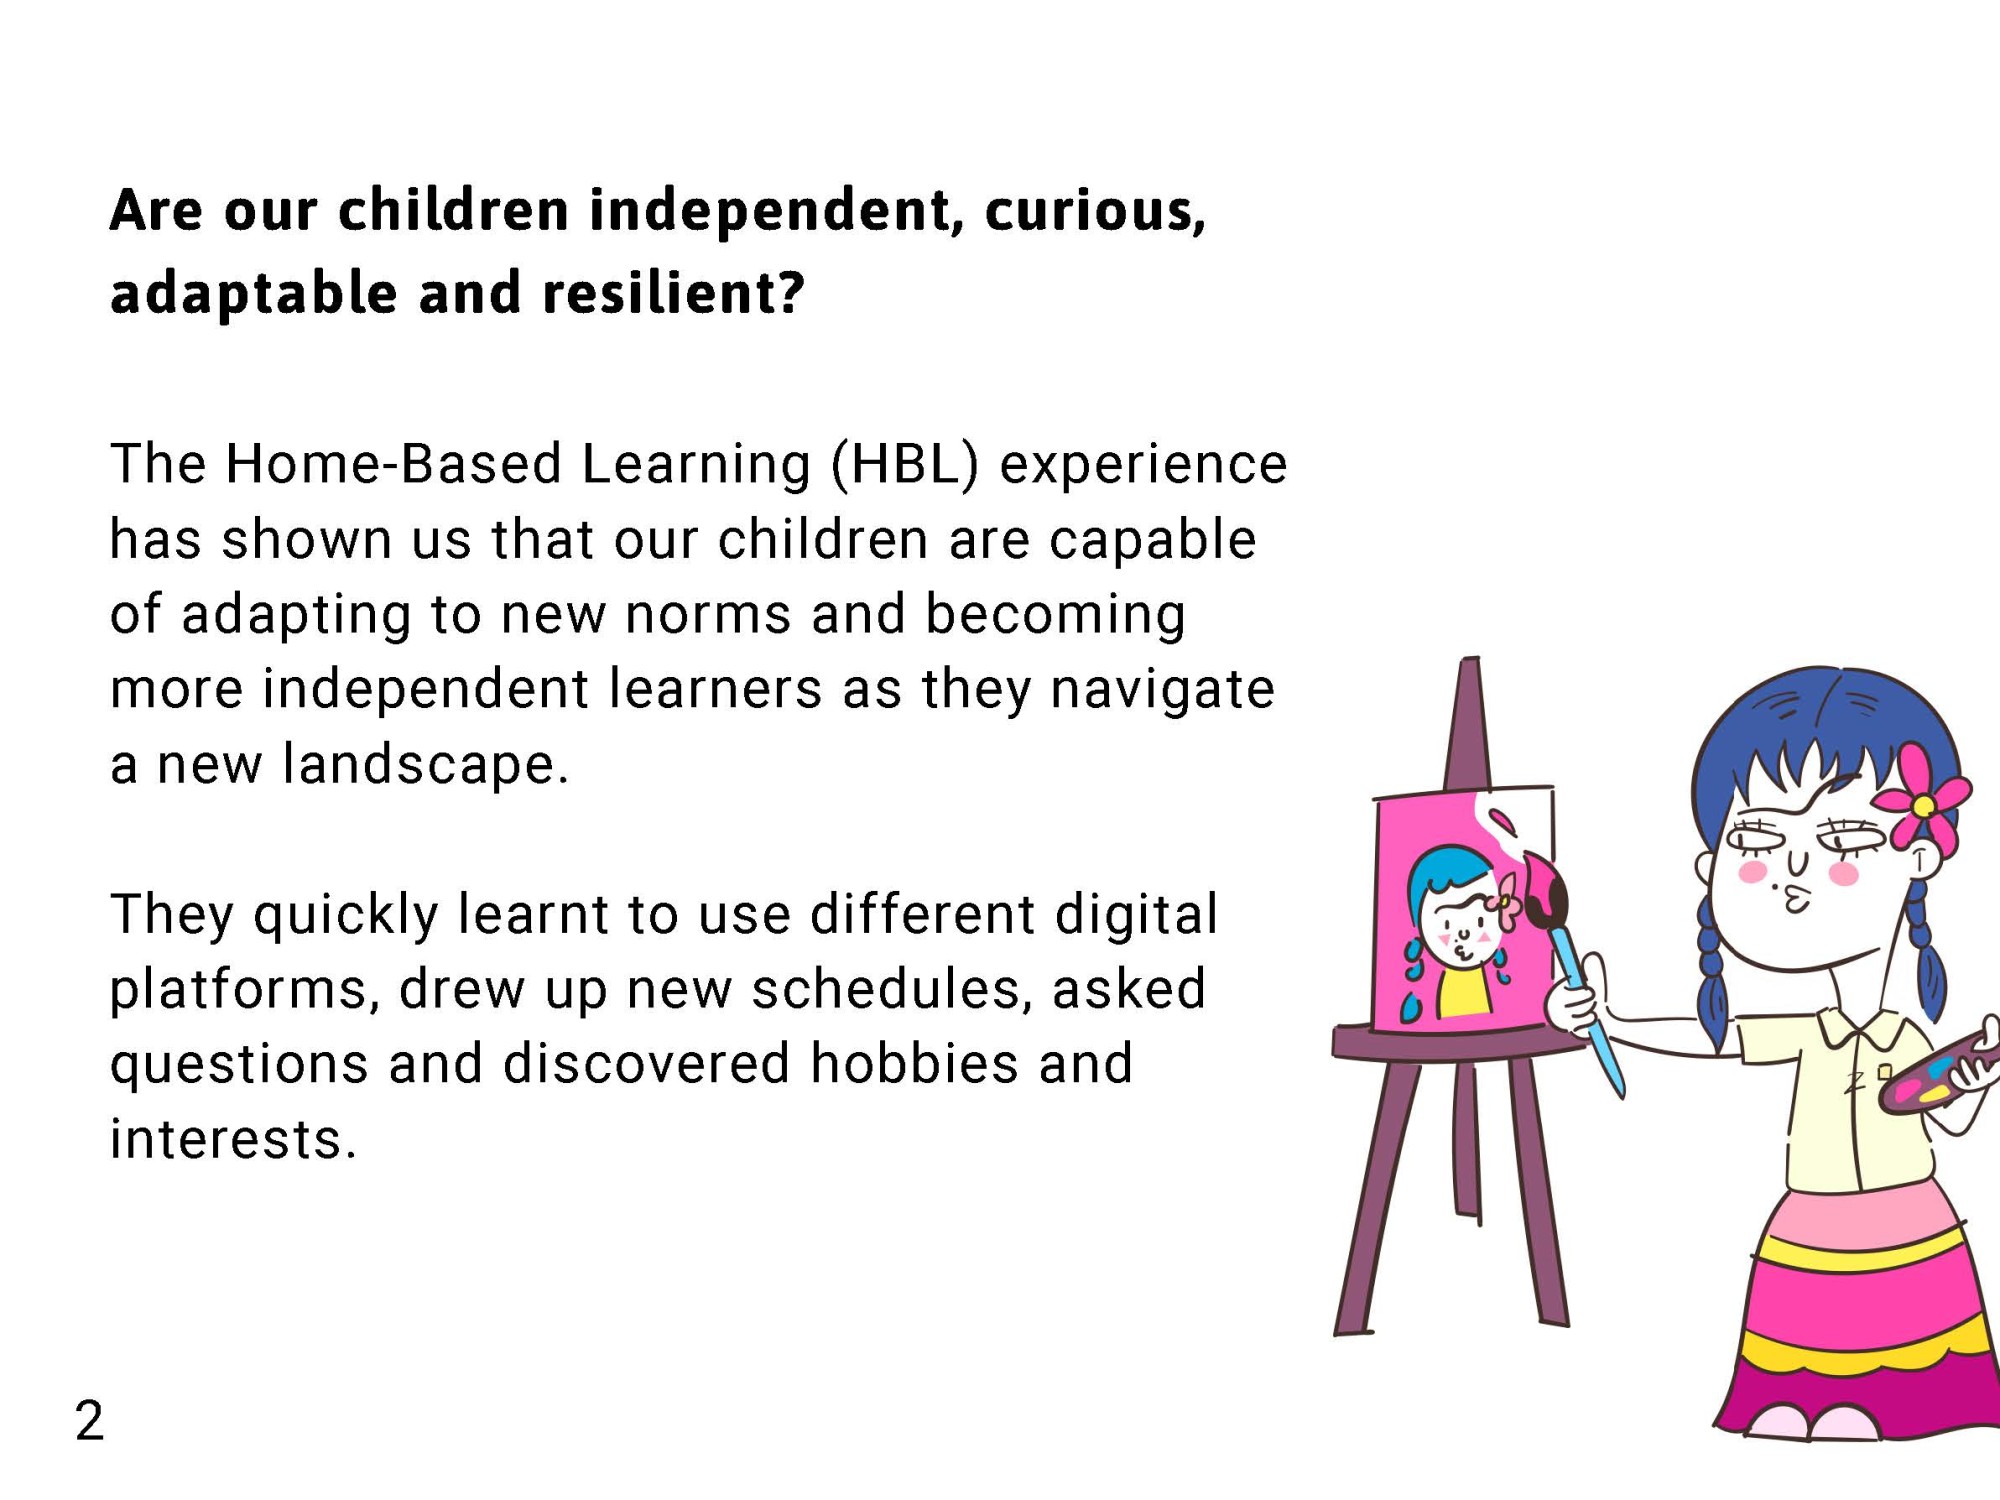 Are our children independent, curious,
adaptable and resilient?
The Home-Based Learning (HBL) experience
has shown us that our children are capable
of adapting to new norms and becoming
more independent learners as they navigate
a new landscape.
They quickly learnt to use different digital
platforms, drew up new schedules, asked
questions and discovered hobbies and
interests.
2